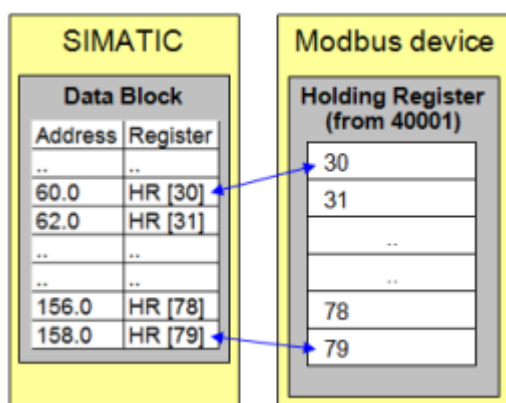 SIMATIC
Data Block
Address Register
.. ..
60.0 HR [30]
62.0 HR [31]
.. ..
.. ..
156.0 HR [78]
158.0 HR [79]
Modbus device
Holding Register
(from 40001)
30
31
..
..
78
79